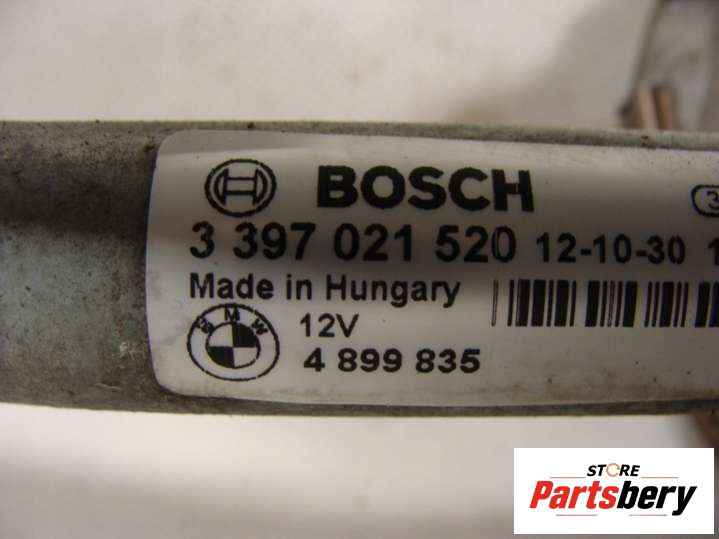 BOSCH
3 397 021 520 12-10-30
Made in Hungary
BMW
12V
4 899 835
STORE
Partsbery